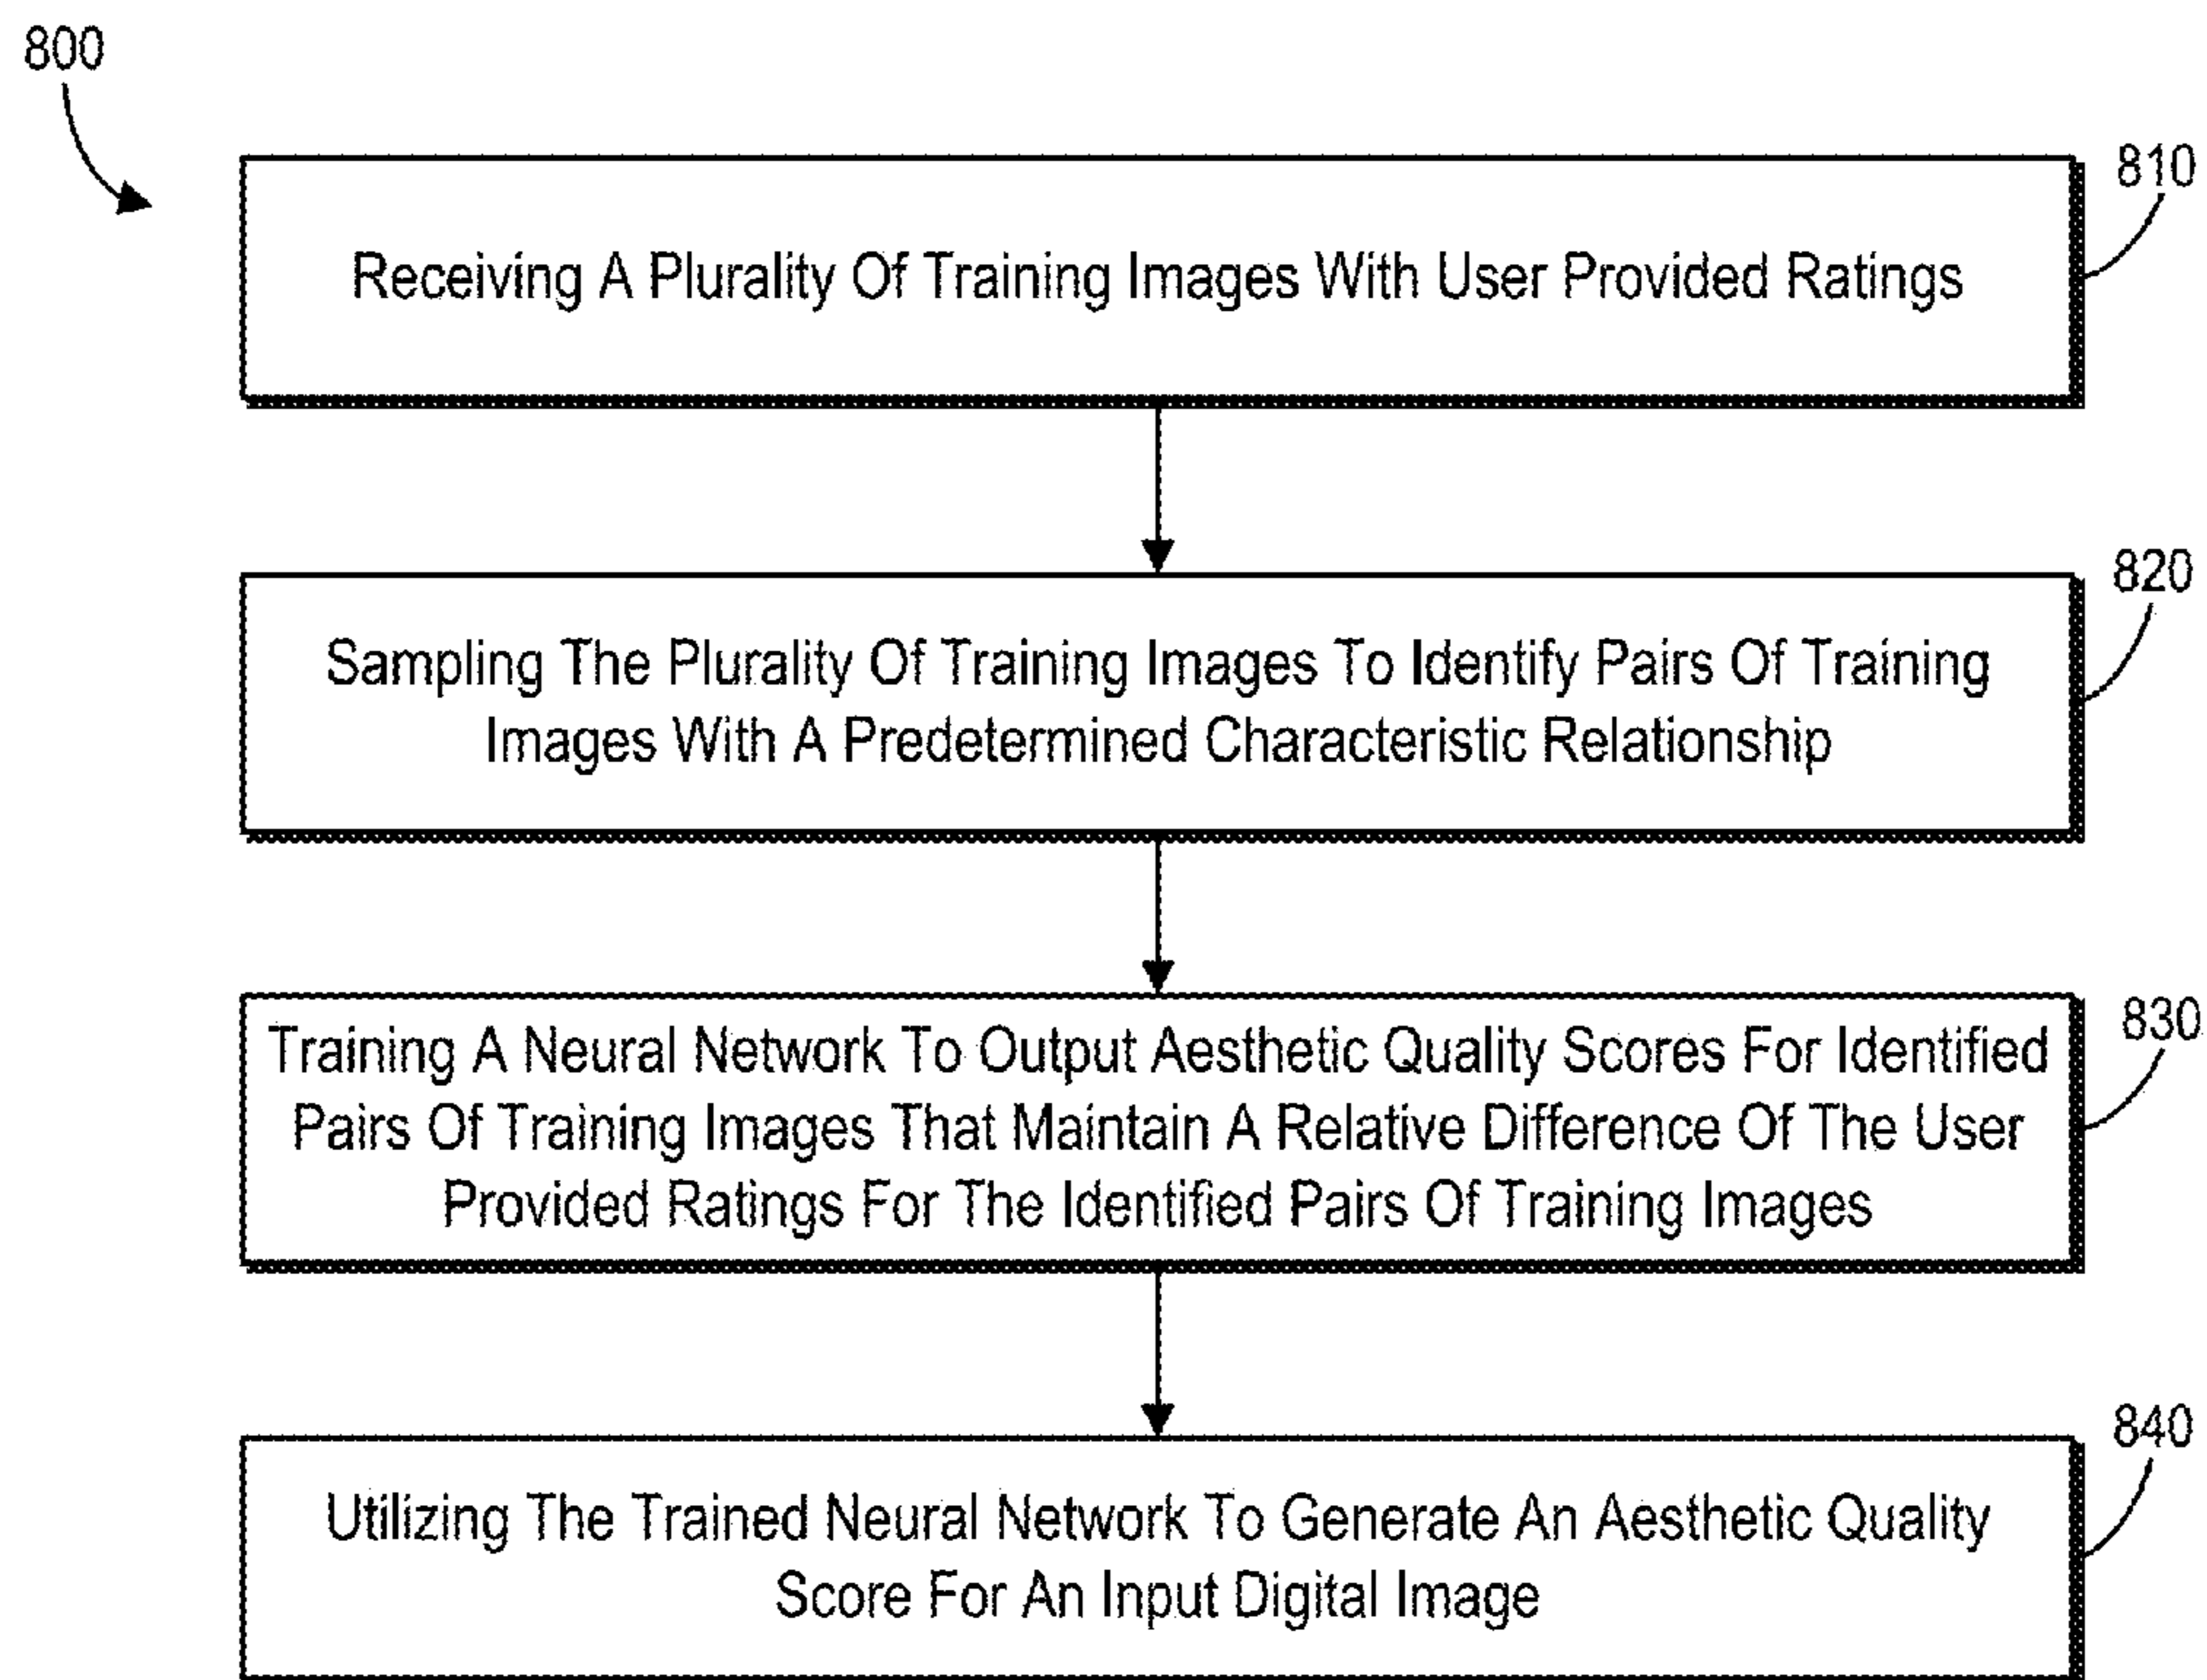 800
810
Receiving A Plurality Of Training Images With User Provided Ratings
820
Sampling The Plurality Of Training Images To Identify Pairs Of Training
Images With A Predetermined Characteristic Relationship
830
Training A Neural Network To Output Aesthetic Quality Scores For Identified
Pairs Of Training Images That Maintain A Relative Difference Of The User
Provided Ratings For The Identified Pairs Of Training Images
840
Utilizing The Trained Neural Network To Generate An Aesthetic Quality
Score For An Input Digital Image